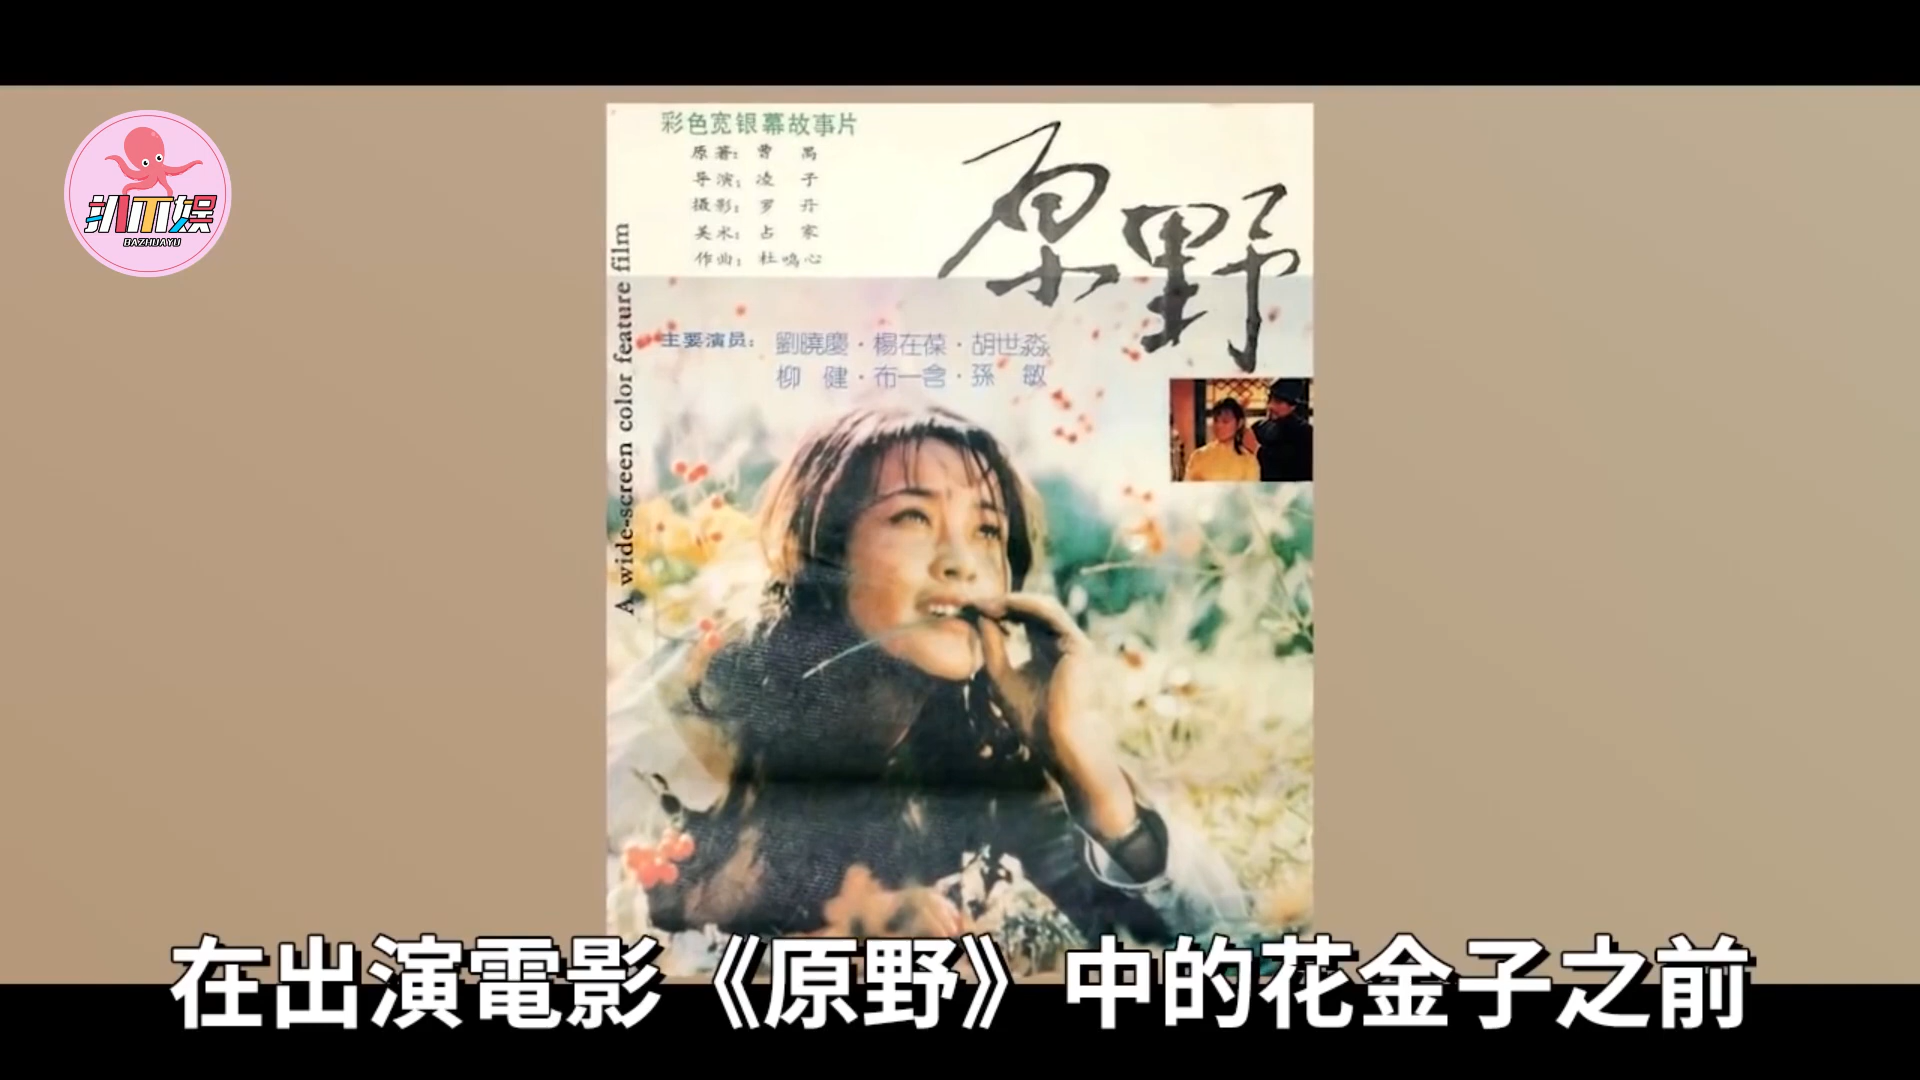 扒不娱
BAZHUAYU
彩色宽银幕故事片
原著：曹 禺
导演：凌 子
摄影：罗 丹
美术：占 家
作曲：杜鸣心
原野
A wide-screen color feature film
主要演员：劉曉慶·楊在葆·胡世淼
柳 健·布一含·孫 敏
在出演電影《原野》中的花金子之前